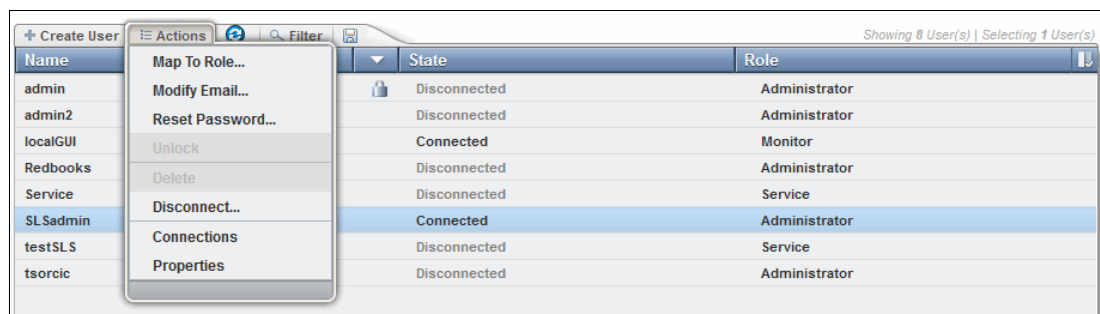 Create User Actions Filter Showing 8 User(s) | Selecting 1 User(s)
Name State Role
Map To Role...
admin Disconnected Administrator
Modify Email...
admin2 Disconnected Administrator
Reset Password...
localGUI Connected Monitor
Unlock
Redbooks Disconnected Administrator
Delete
Service Disconnected Service
Disconnect...
SLSadmin Connected Administrator
Connections
testSLS Disconnected Service
Properties
tsorcic Disconnected Administrator